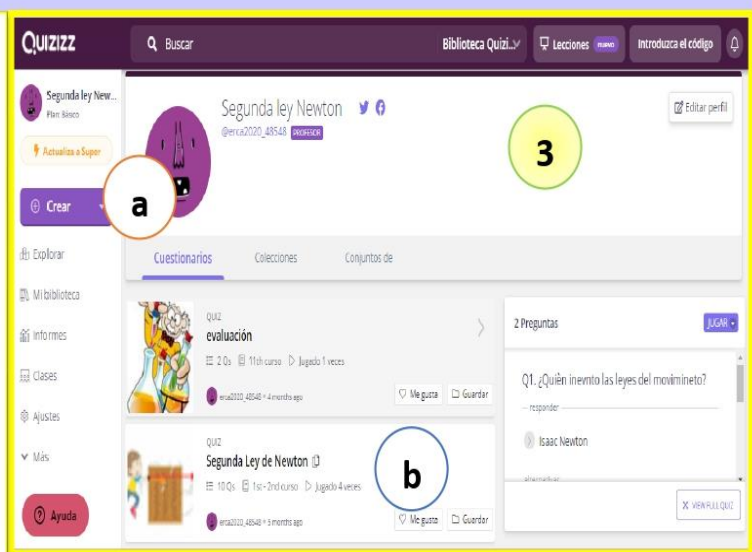 QUIZIZZ
Buscar
Biblioteca Quizi...
Lecciones NUEVO
Introduzca el código
Segunda ley New...
Plan: Básico
Actualiza a Super
Crear
Explorar
Mi biblioteca
Informes
Clases
Ajustes
Más
Ayuda
a
Segunda ley Newton
@erca2020_48548 PROFESOR
3
Editar perfil
Cuestionarios
Colecciones
Conjuntos de
QUIZ
evaluación
2 Qs 11th curso Jugado 1 veces
erca2020_48548 • 4 months ago
Me gusta
Guardar
QUIZ
Segunda Ley de Newton
10 Qs 1st - 2nd curso Jugado 4 veces
erca2020_48548 • 5 months ago
Me gusta
Guardar
b
2 Preguntas
JUGAR
Q1. ¿Quièn inevnto las leyes del movimineto?
responder
Isaac Newton
VIEW FULL QUIZ